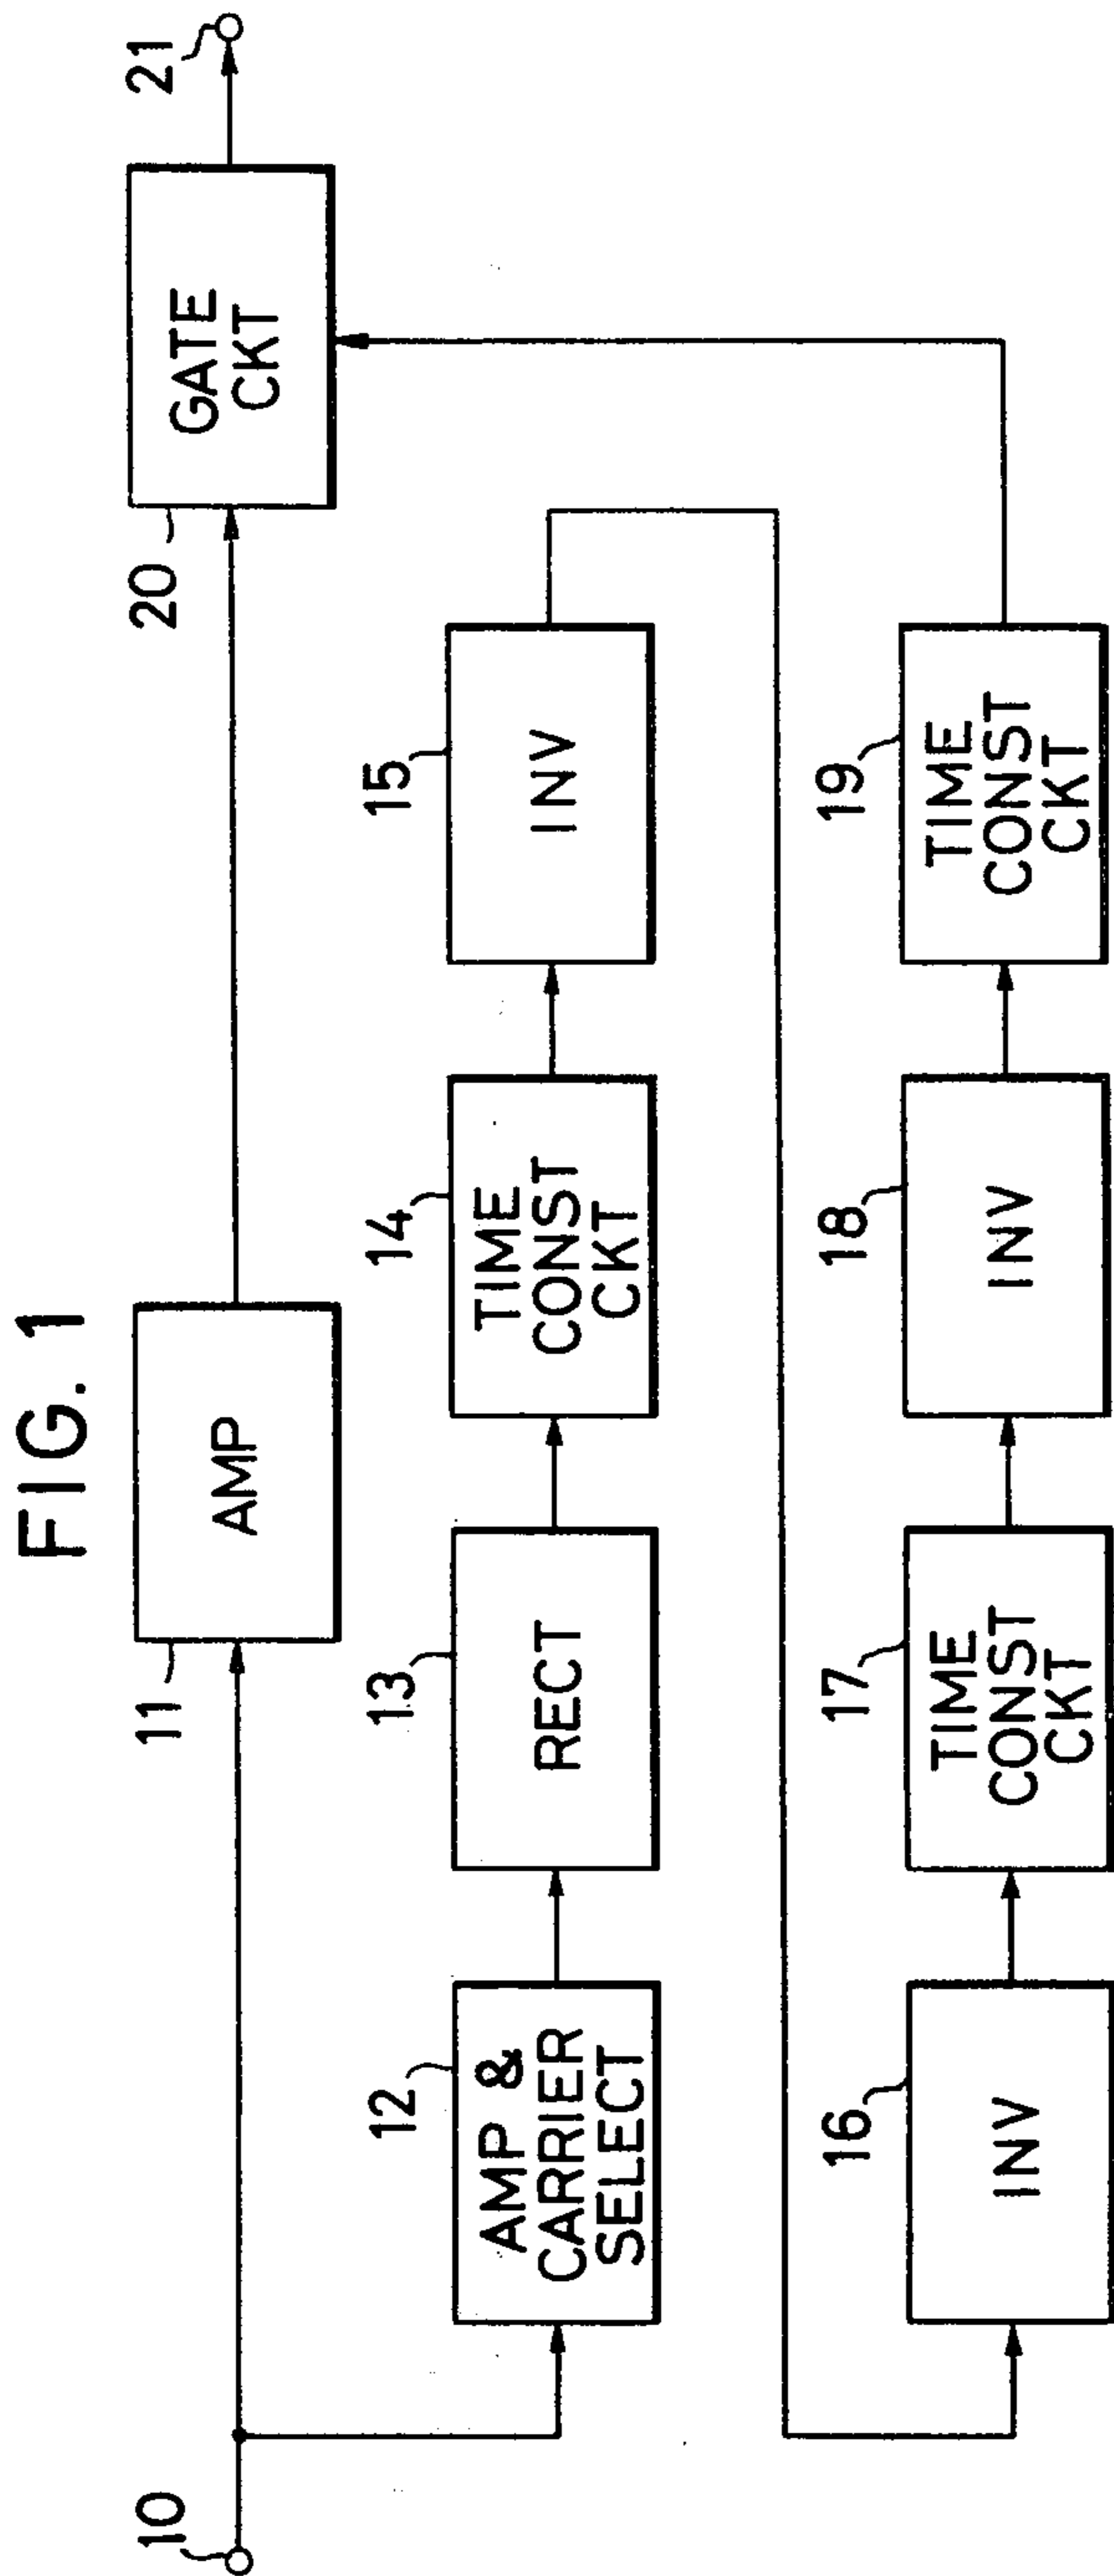 FIG. 1
10
11
AMP
20
GATE
CKT
21
12
AMP &
CARRIER
SELECT
13
RECT
14
TIME
CONST
CKT
15
INV
16
INV
17
TIME
CONST
CKT
18
INV
19
TIME
CONST
CKT